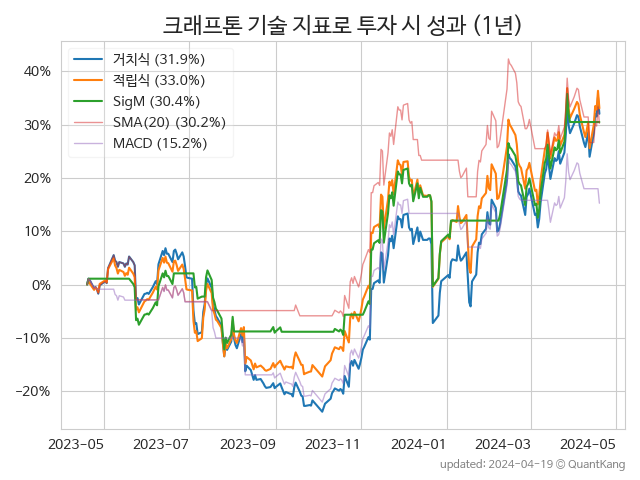 크래프톤 기술 지표로 투자 시 성과 (1년)
거치식 (31.9%)
적립식 (33.0%)
SigM (30.4%)
SMA(20) (30.2%)
MACD (15.2%)
40%
30%
20%
10%
0%
−10%
−20%
2023-05 2023-07 2023-09 2023-11 2024-01 2024-03 2024-05
updated: 2024-04-19 © QuantKang